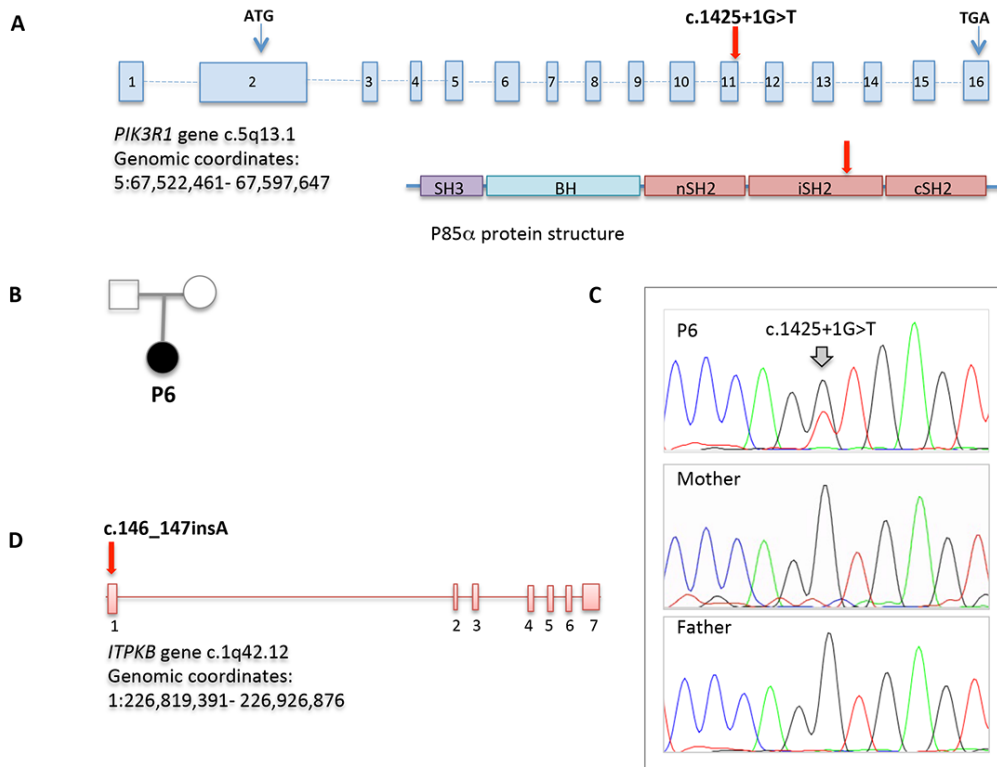 A
ATG
c.1425+1G>T
TGA
1 2 3 4 5 6 7 8 9 10 11 12 13 14 15 16
PIK3R1 gene c.5q13.1
Genomic coordinates:
5:67,522,461- 67,597,647
SH3 BH nSH2 iSH2 cSH2
P85α protein structure
B
P6
C
P6
c.1425+1G>T
Mother
Father
D
c.146_147insA
1 2 3 4 5 6 7
ITPKB gene c.1q42.12
Genomic coordinates:
1:226,819,391- 226,926,876